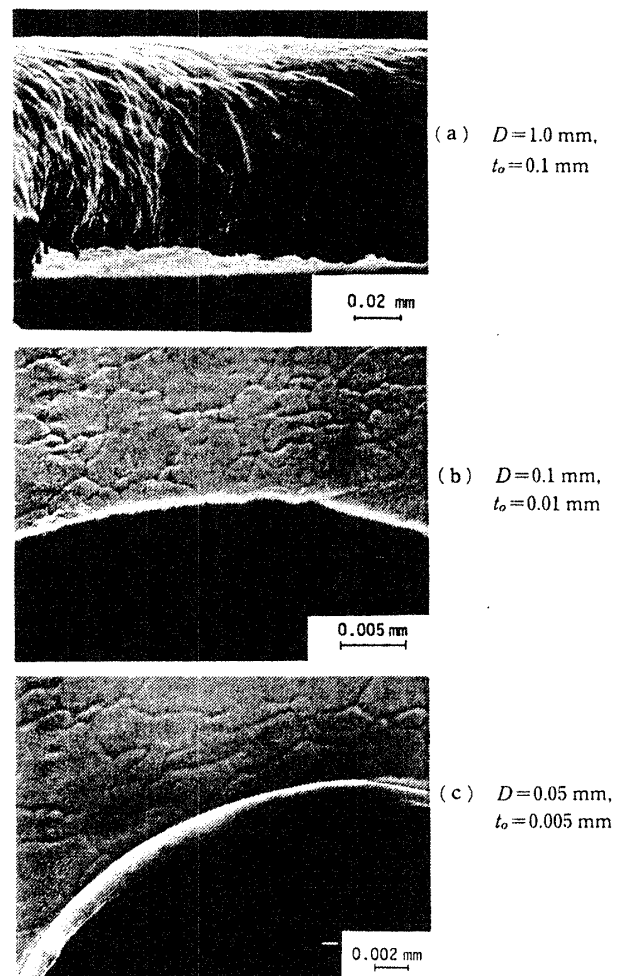 (a) D=1.0 mm,
t_o=0.1 mm
0.02 mm
(b) D=0.1 mm,
t_o=0.01 mm
0.005 mm
(c) D=0.05 mm,
t_o=0.005 mm
0.002 mm